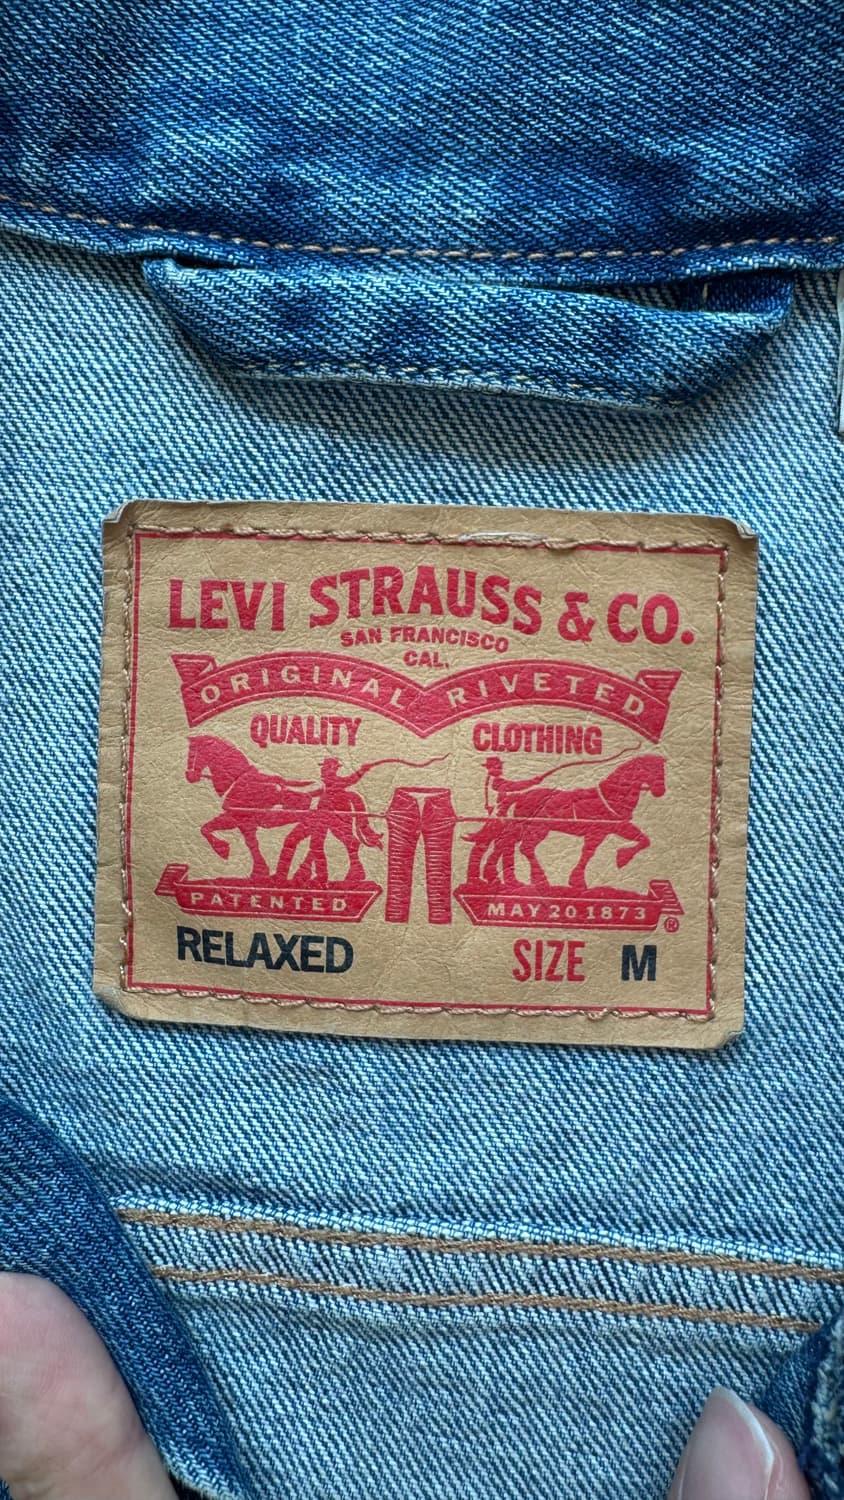 LEVI STRAUSS & CO.
SAN FRANCISCO
CAL.
ORIGINAL RIVETED
QUALITY CLOTHING
PATENTED MAY 20 1873 ®
RELAXED SIZE M